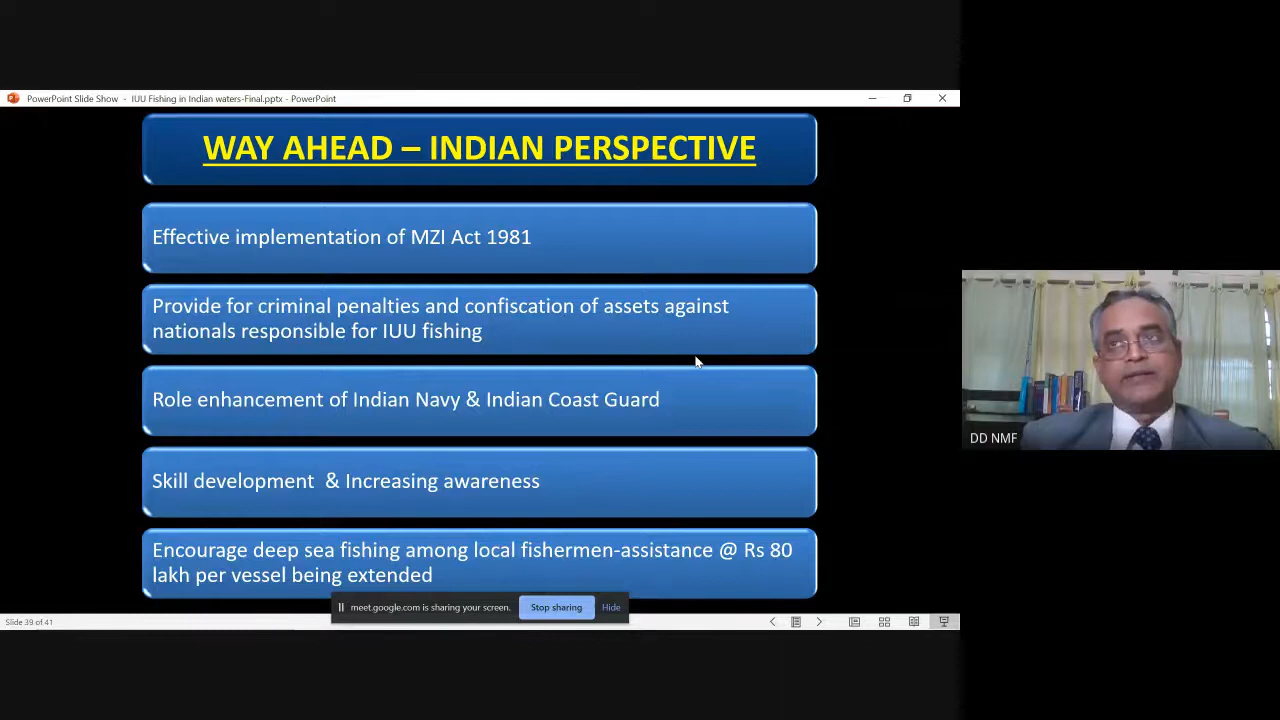 PowerPoint Slide Show - IUU Fishing in Indian waters-Final.pptx - PowerPoint
WAY AHEAD – INDIAN PERSPECTIVE
Effective implementation of MZI Act 1981
Provide for criminal penalties and confiscation of assets against
nationals responsible for IUU fishing
Role enhancement of Indian Navy & Indian Coast Guard
Skill development & Increasing awareness
Encourage deep sea fishing among local fishermen-assistance @ Rs 80
lakh per vessel being extended
meet.google.com is sharing your screen.
Stop sharing
Hide
Slide 39 of 41
DD NMF